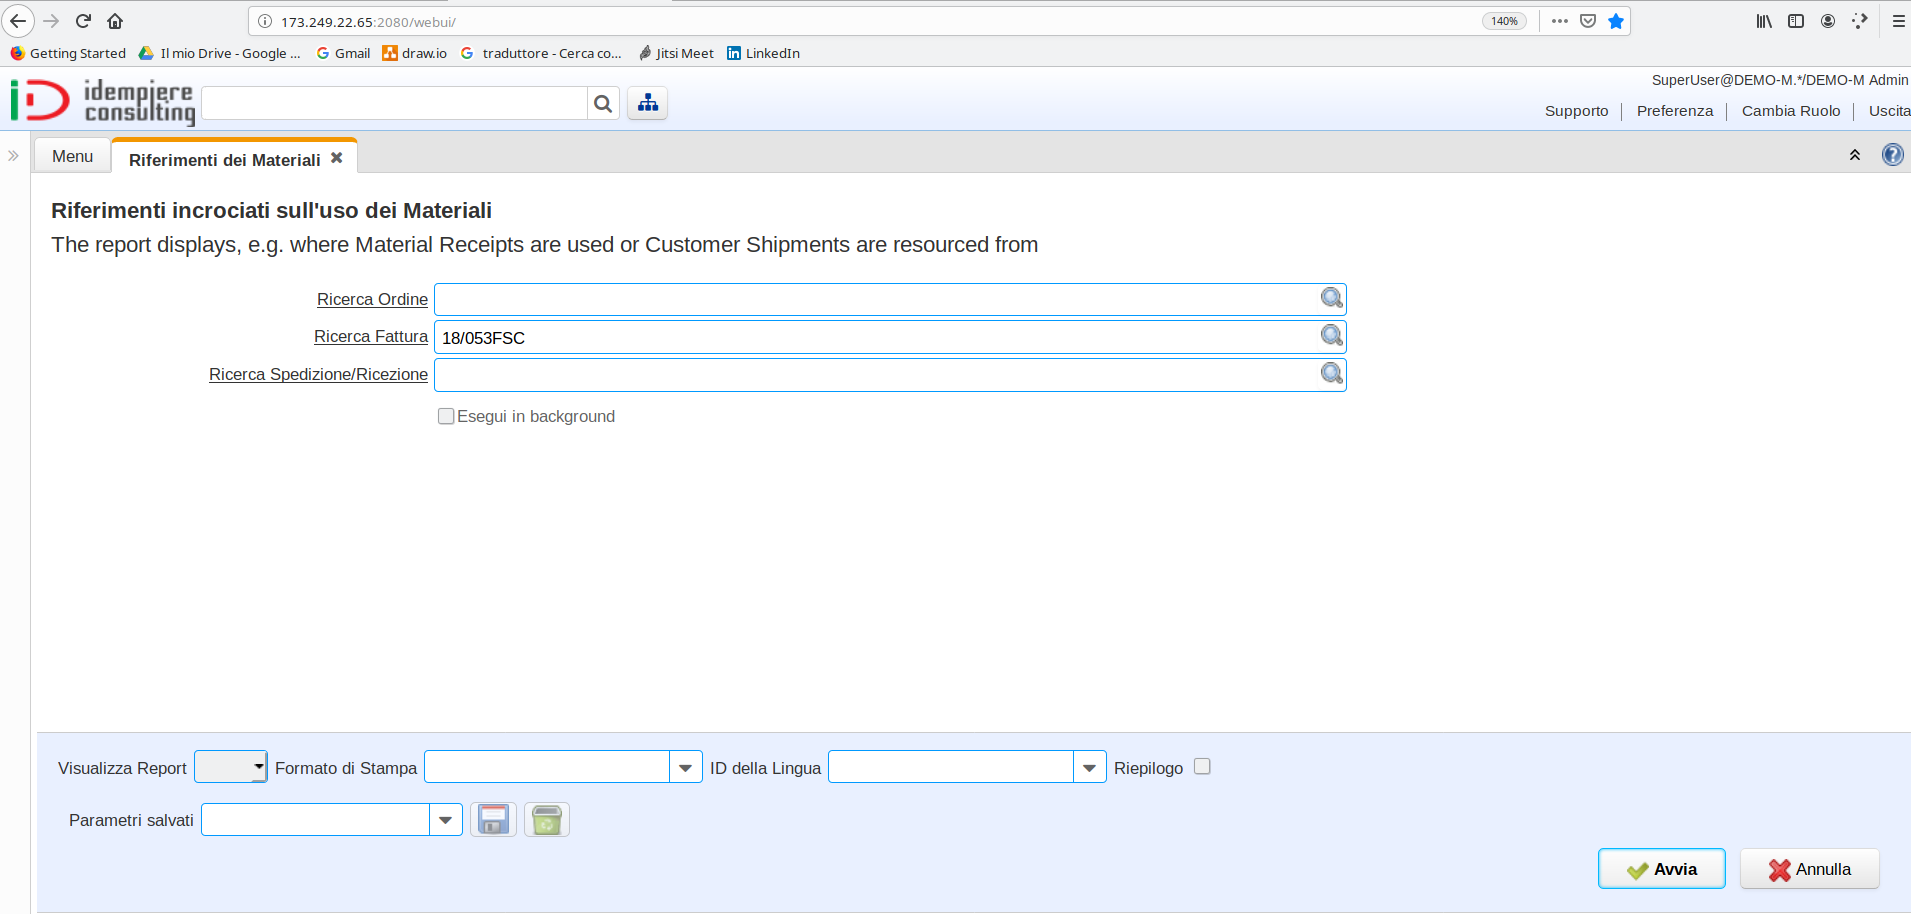 173.249.22.65:2080/webui/
140%
Getting Started
Il mio Drive - Google ...
Gmail
draw.io
traduttore - Cerca co...
Jitsi Meet
LinkedIn
SuperUser@DEMO-M.*/DEMO-M Admin
iD idempiere
consulting
Supporto
Preferenza
Cambia Ruolo
Uscita
Menu
Riferimenti dei Materiali
Riferimenti incrociati sull'uso dei Materiali
The report displays, e.g. where Material Receipts are used or Customer Shipments are resourced from
Ricerca Ordine
Ricerca Fattura 18/053FSC
Ricerca Spedizione/Ricezione
Esegui in background
Visualizza Report
Formato di Stampa
ID della Lingua
Riepilogo
Parametri salvati
Avvia
Annulla